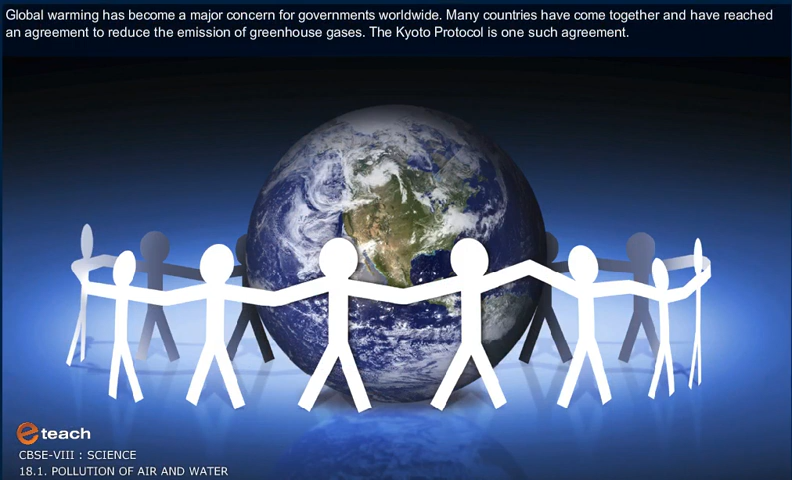 Global warming has become a major concern for governments worldwide. Many countries have come together and have reached
an agreement to reduce the emission of greenhouse gases. The Kyoto Protocol is one such agreement.
e teach
CBSE-VIII : SCIENCE
18.1. POLLUTION OF AIR AND WATER